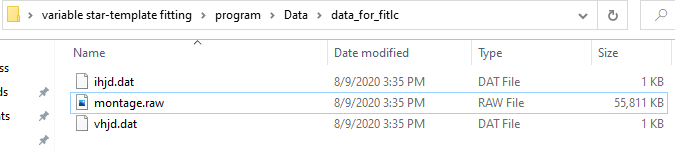 variable star-template fitting > program > Data > data_for_fitlc
Name Date modified Type Size
ss
ihjd.dat 8/9/2020 3:35 PM DAT File 1 KB
ds montage.raw 8/9/2020 3:35 PM RAW File 55,811 KB
ts vhjd.dat 8/9/2020 3:35 PM DAT File 1 KB